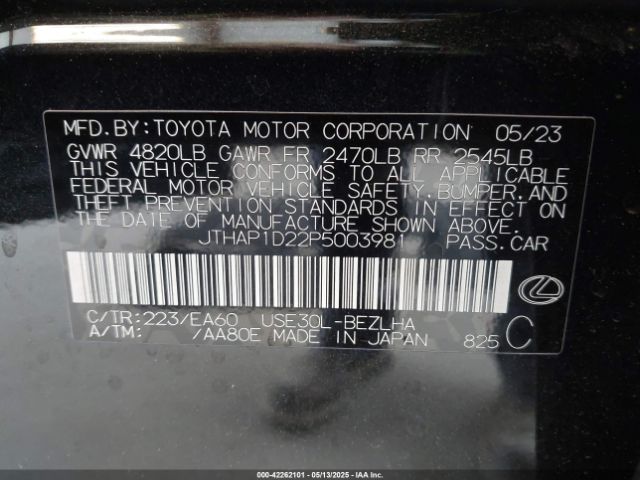 MFD. BY: TOYOTA MOTOR CORPORATION 05/23
GVWR 4820LB GAWR FR 2470LB RR 2545LB
THIS VEHICLE CONFORMS TO ALL APPLICABLE
FEDERAL MOTOR VEHICLE SAFETY, BUMPER, AND
THEFT PREVENTION STANDARDS IN EFFECT ON
THE DATE OF MANUFACTURE SHOWN ABOVE.
JTHAP1D22P5003981 PASS. CAR
C/TR: 223/EA60 USE30L-BEZLHA
A/TM: /AA80E MADE IN JAPAN 825 C
000-42262101 - 05/13/2025 - IAA Inc.